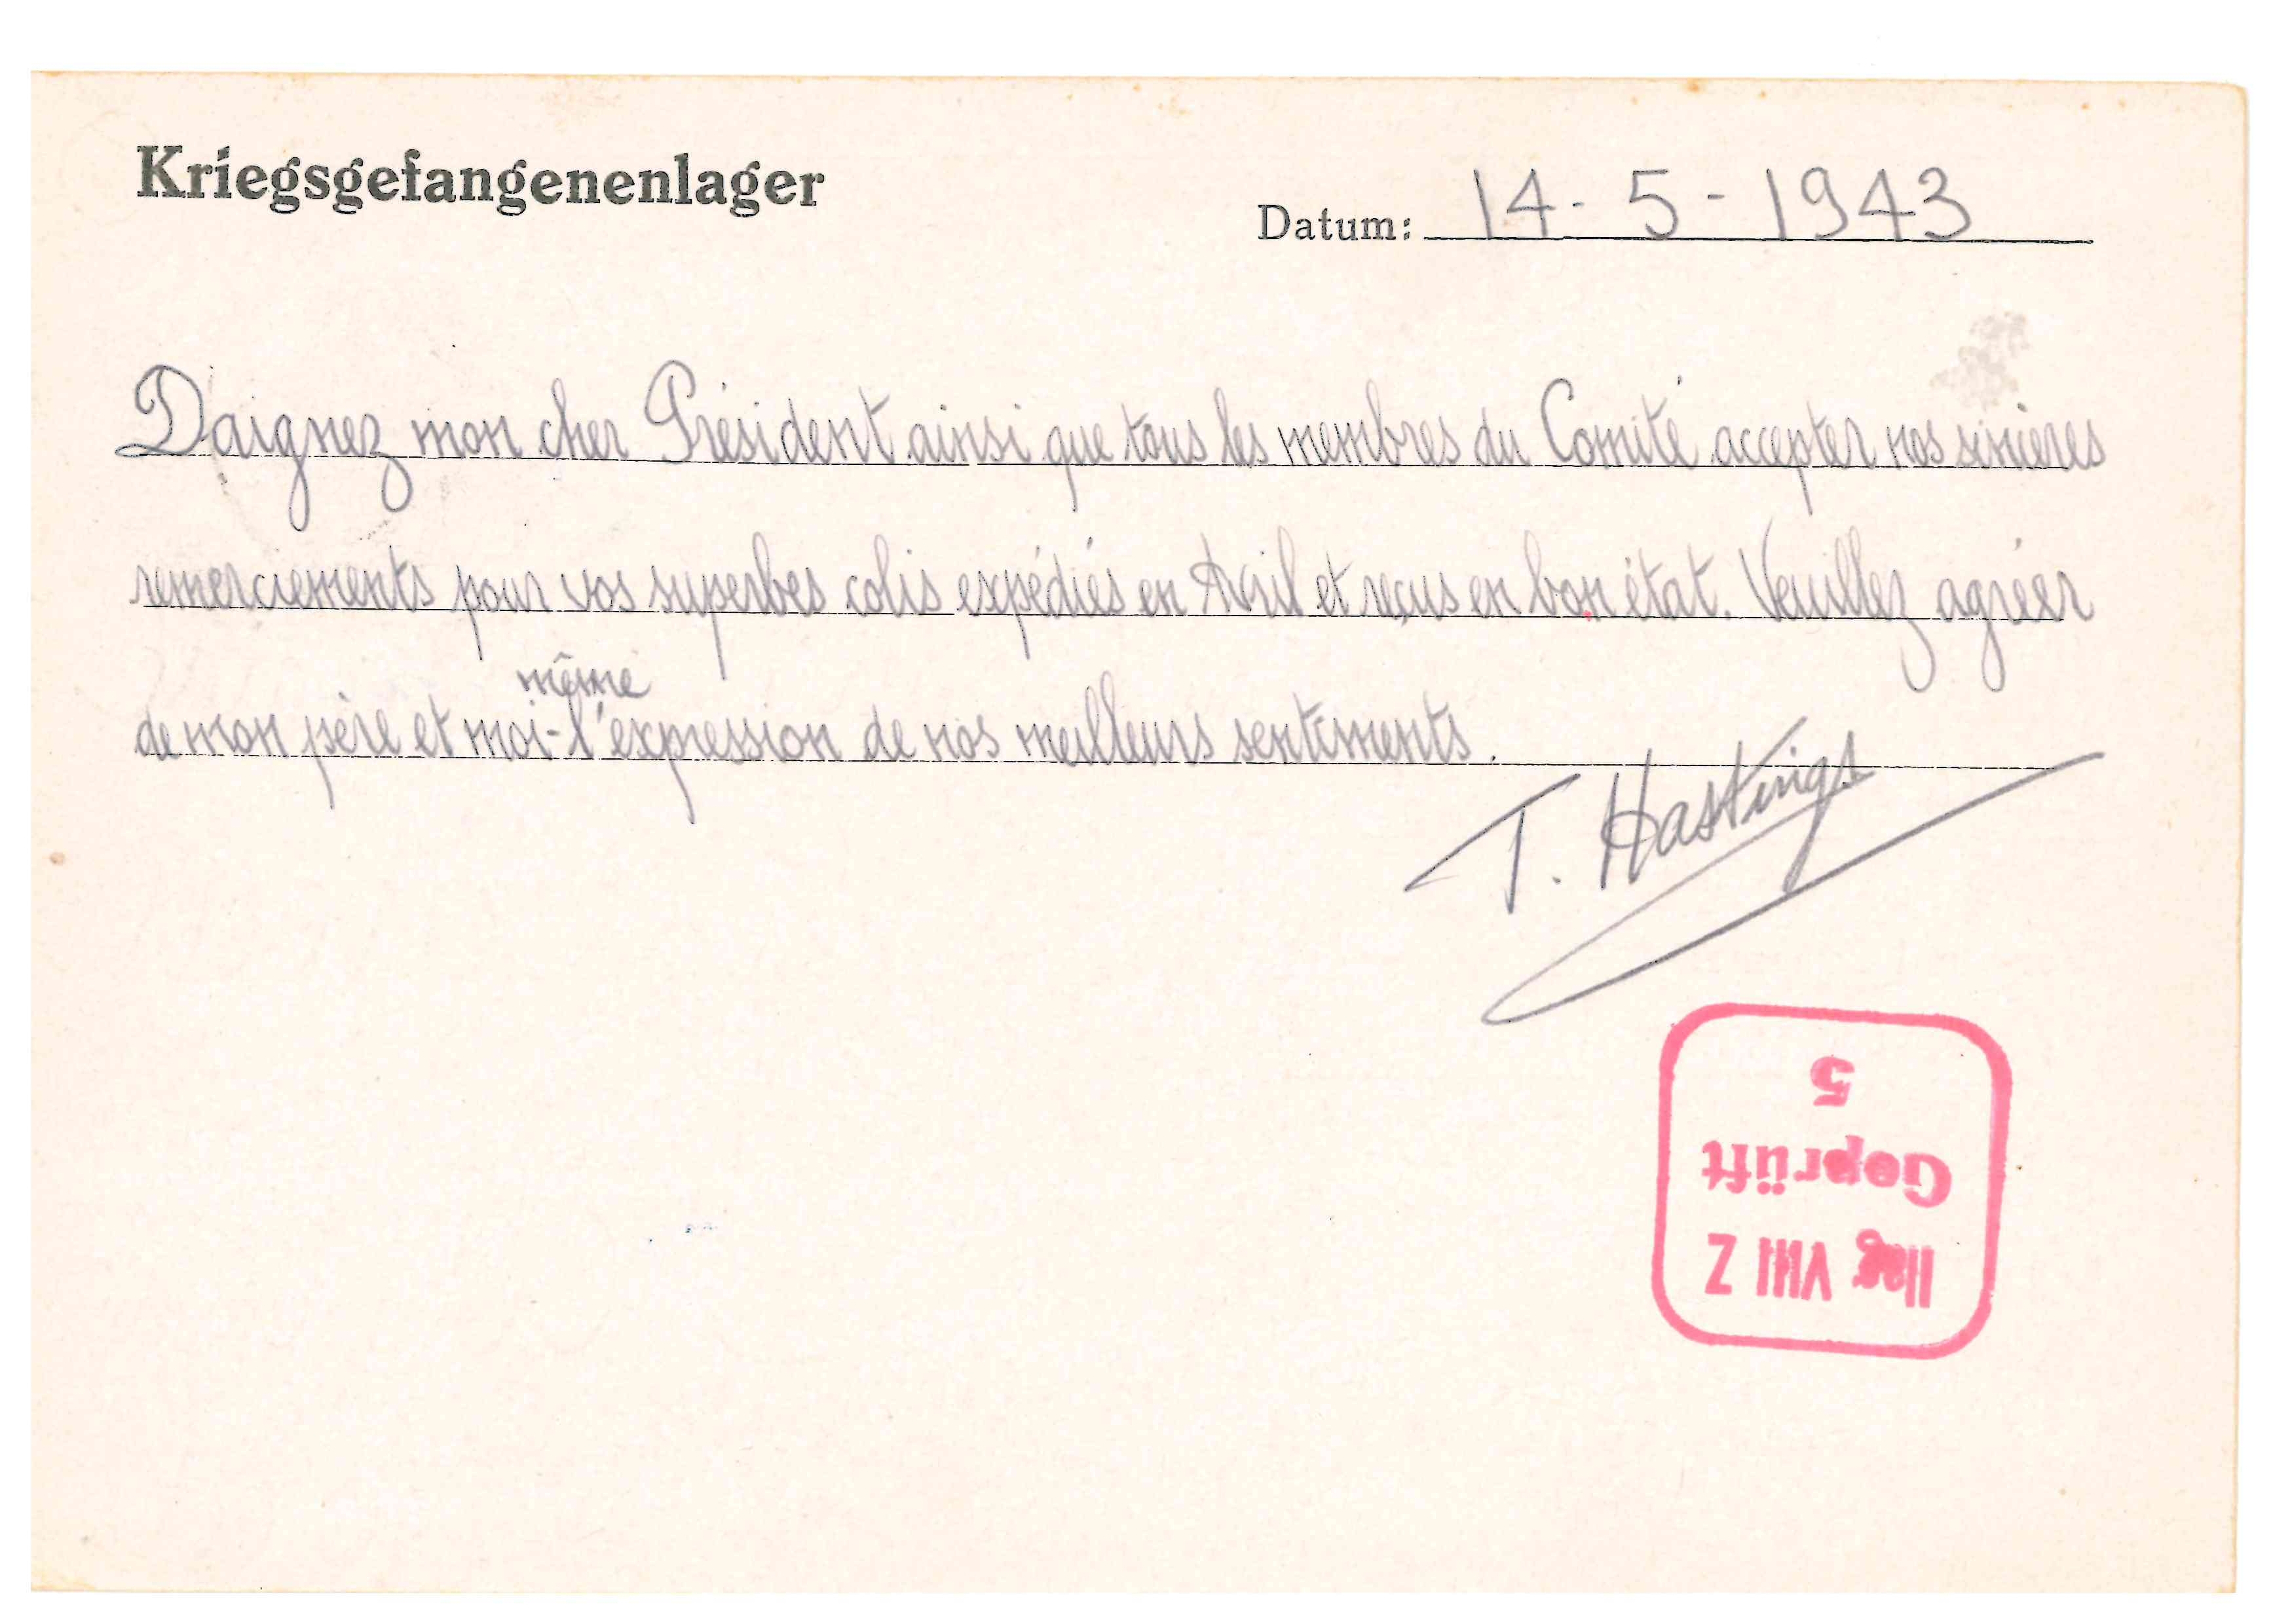 Kriegsgefangenenlager
Datum: 14-5-1943
Daignez mon cher Président ainsi que tous les membres du Comité accepter nos sincères
remerciements pour vos superbes colis expédiés en Avril et reçus en bon état. Veuillez agréer
même
de mon père et moi-l'expression de nos meilleurs sentiments.
T. Hastings
Ilag VIII Z
Geprüft
5